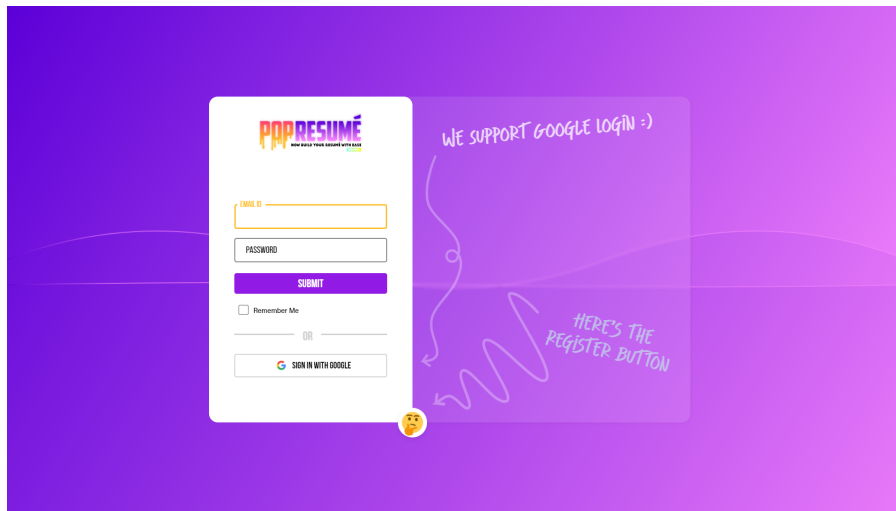 POPRESUMÉ
NOW BUILD YOUR RESUMÉ WITH EASE
WE SUPPORT GOOGLE LOGIN :)
EMAIL ID
PASSWORD
SUBMIT
Remember Me
OR
SIGN IN WITH GOOGLE
HERE'S THE
REGISTER BUTTON